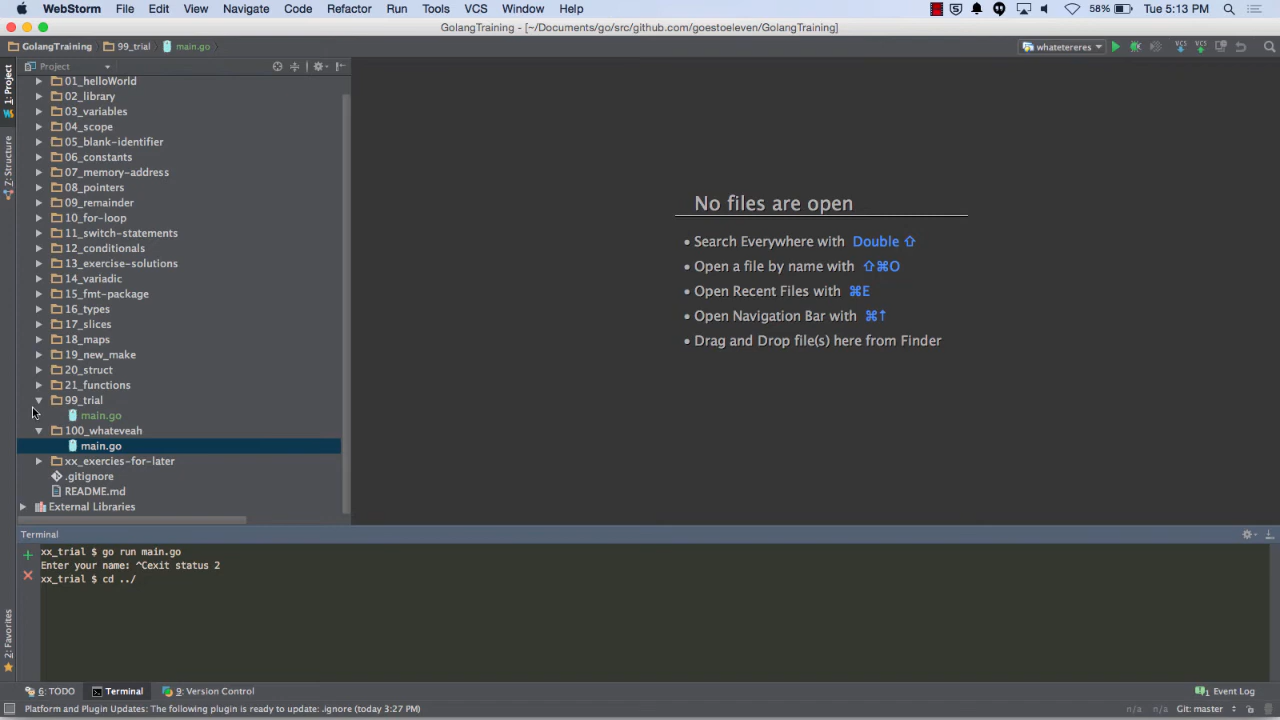 WebStorm File Edit View Navigate Code Refactor Run Tools VCS Window Help 58% Tue 5:13 PM
GolangTraining - [~/Documents/go/src/github.com/goestoeleven/GolangTraining]
GolangTraining 99_trial main.go whatetereres VCS VCS
1: Project
Project
01_helloWorld
02_library
03_variables
04_scope
05_blank-identifier
06_constants
07_memory-address
08_pointers
09_remainder
10_for-loop
11_switch-statements
12_conditionals
13_exercise-solutions
14_variadic
15_fmt-package
16_types
17_slices
18_maps
19_new_make
20_struct
21_functions
99_trial
main.go
100_whateveah
main.go
xx_exercies-for-later
.gitignore
README.md
External Libraries
Z: Structure
2: Favorites
No files are open
• Search Everywhere with Double ⇧
• Open a file by name with ⇧⌘O
• Open Recent Files with ⌘E
• Open Navigation Bar with ⌘↑
• Drag and Drop file(s) here from Finder
Terminal
xx_trial $ go run main.go
Enter your name: ^Cexit status 2
xx_trial $ cd ../
6: TODO Terminal 9: Version Control 1 Event Log
Platform and Plugin Updates: The following plugin is ready to update: .ignore (today 3:27 PM) n/a n/a Git: master